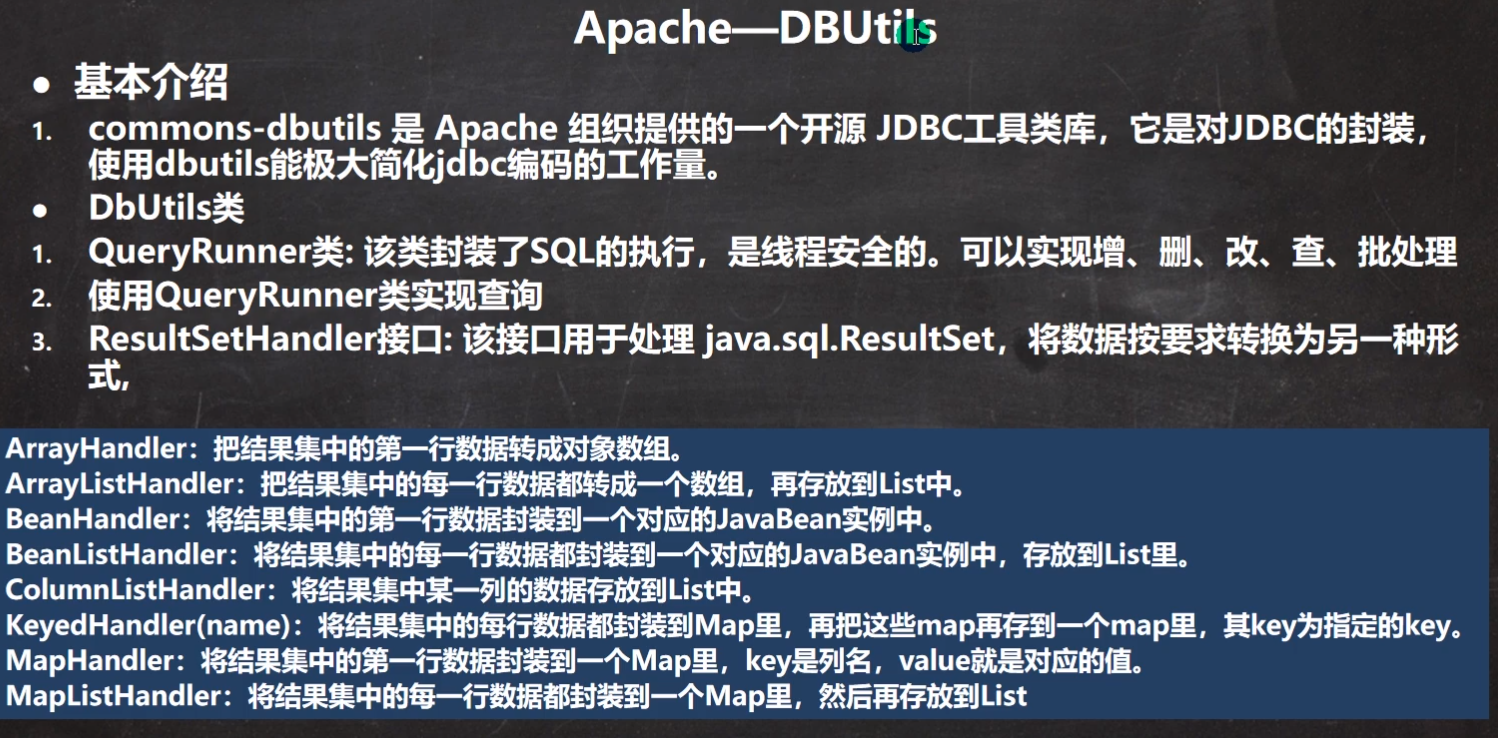 Apache—DBUtils
● 基本介绍
1. commons-dbutils 是 Apache 组织提供的一个开源 JDBC工具类库，它是对JDBC的封装，
使用dbutils能极大简化jdbc编码的工作量。
● DbUtils类
1. QueryRunner类: 该类封装了SQL的执行，是线程安全的。可以实现增、删、改、查、批处理
2. 使用QueryRunner类实现查询
3. ResultSetHandler接口: 该接口用于处理 java.sql.ResultSet，将数据按要求转换为另一种形
式,
ArrayHandler：把结果集中的第一行数据转成对象数组。
ArrayListHandler：把结果集中的每一行数据都转成一个数组，再存放到List中。
BeanHandler：将结果集中的第一行数据封装到一个对应的JavaBean实例中。
BeanListHandler：将结果集中的每一行数据都封装到一个对应的JavaBean实例中，存放到List里。
ColumnListHandler：将结果集中某一列的数据存放到List中。
KeyedHandler(name)：将结果集中的每行数据都封装到Map里，再把这些map再存到一个map里，其key为指定的key。
MapHandler：将结果集中的第一行数据封装到一个Map里，key是列名，value就是对应的值。
MapListHandler：将结果集中的每一行数据都封装到一个Map里，然后再存放到List